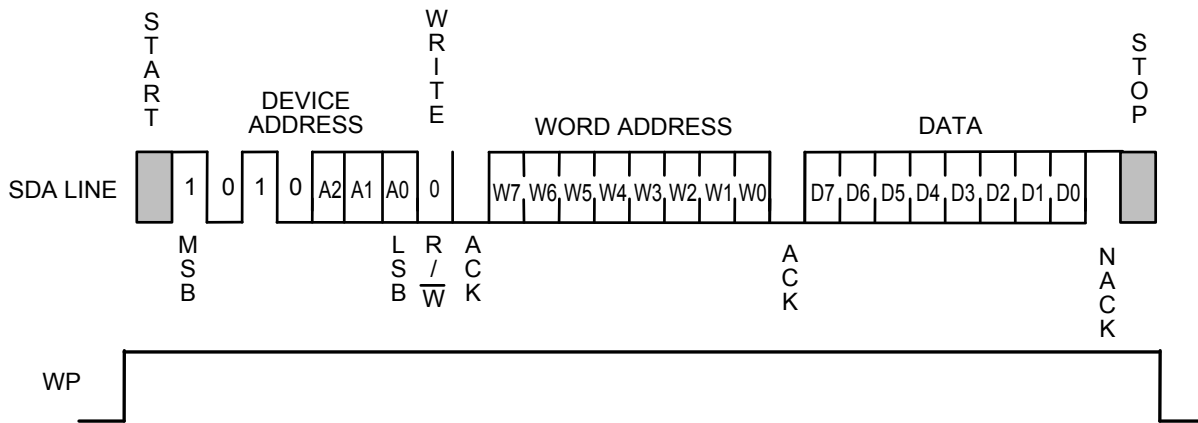 START
WRITE
STOP
DEVICE
ADDRESS
WORD ADDRESS
DATA
SDA LINE
1 0 1 0 A2 A1 A0 0 W7 W6 W5 W4 W3 W2 W1 W0 D7 D6 D5 D4 D3 D2 D1 D0
MSB
LSB
R/W
ACK
ACK
NACK
WP